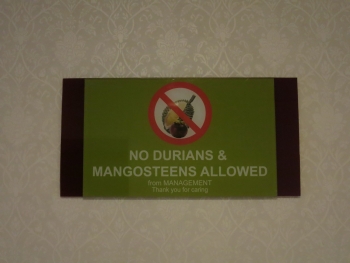 NO DURIANS &
MANGOSTEENS ALLOWED
from MANAGEMENT
Thank you for caring